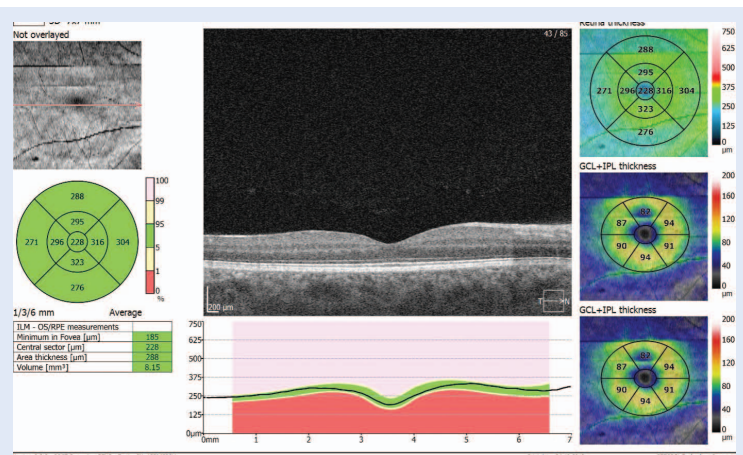 Not overlayed
43 / 85
Retina thickness
288
295
271 296 228 316 304
323
276
750
625
500
375
250
125
0
µm
100
99
95
5
1
0
%
288
295
271 296 228 316 304
323
276
1/3/6 mm Average
ILM - OS/RPE measurements
Minimum in Fovea [µm] 185
Central sector [µm] 228
Area thickness [µm] 288
Volume [mm³] 8.15
200 µm
T N
750
625
500
375
250
125
0µm
0mm 1 2 3 4 5 6 7
GCL+IPL thickness
87
87 94
90 91
94
200
160
120
80
40
0
µm
GCL+IPL thickness
87
87 94
90 91
94
200
160
120
80
40
0
µm